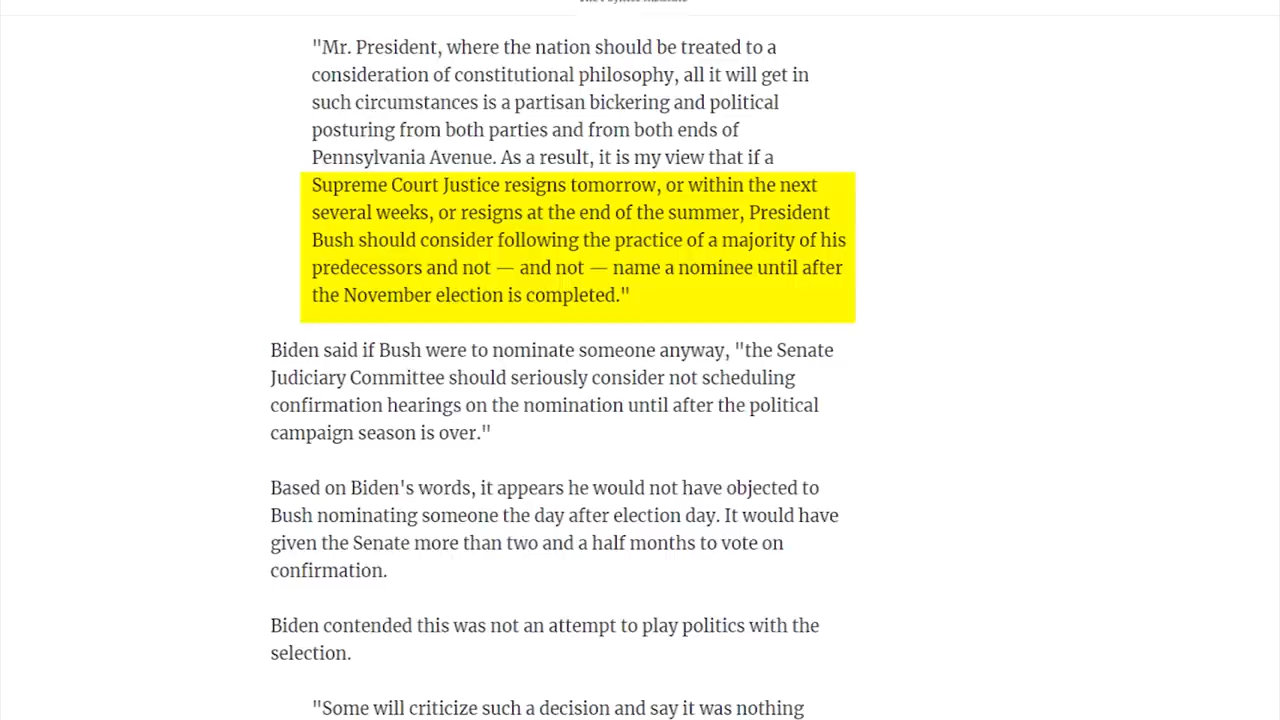 "Mr. President, where the nation should be treated to a
consideration of constitutional philosophy, all it will get in
such circumstances is a partisan bickering and political
posturing from both parties and from both ends of
Pennsylvania Avenue. As a result, it is my view that if a
Supreme Court Justice resigns tomorrow, or within the next
several weeks, or resigns at the end of the summer, President
Bush should consider following the practice of a majority of his
predecessors and not — and not — name a nominee until after
the November election is completed."
Biden said if Bush were to nominate someone anyway, "the Senate
Judiciary Committee should seriously consider not scheduling
confirmation hearings on the nomination until after the political
campaign season is over."
Based on Biden's words, it appears he would not have objected to
Bush nominating someone the day after election day. It would have
given the Senate more than two and a half months to vote on
confirmation.
Biden contended this was not an attempt to play politics with the
selection.
"Some will criticize such a decision and say it was nothing